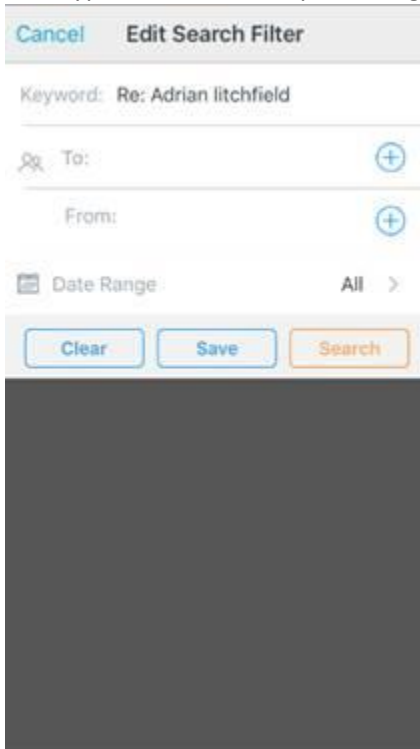 Cancel Edit Search Filter
Keyword: Re: Adrian litchfield
To:
From:
Date Range All >
Clear Save Search